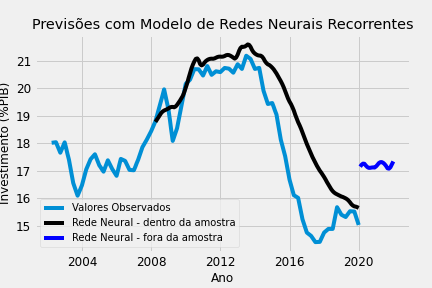 Previsões com Modelo de Redes Neurais Recorrentes
Investimento (%PIB)
21
20
19
18
17
16
15
Valores Observados
Rede Neural - dentro da amostra
Rede Neural - fora da amostra
2004 2008 2012 2016 2020
Ano